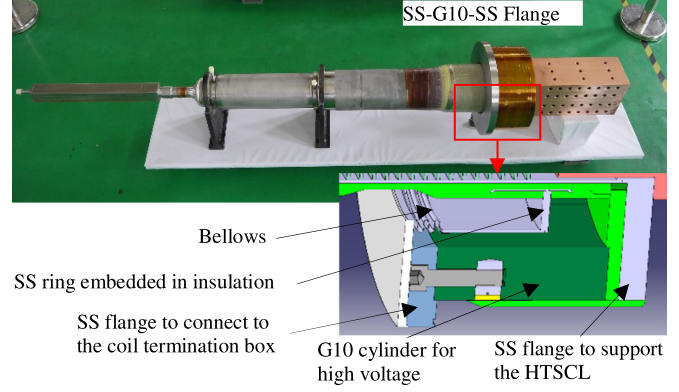 SS-G10-SS Flange
Bellows
SS ring embedded in insulation
SS flange to connect to
the coil termination box
G10 cylinder for
high voltage
SS flange to support
the HTSCL